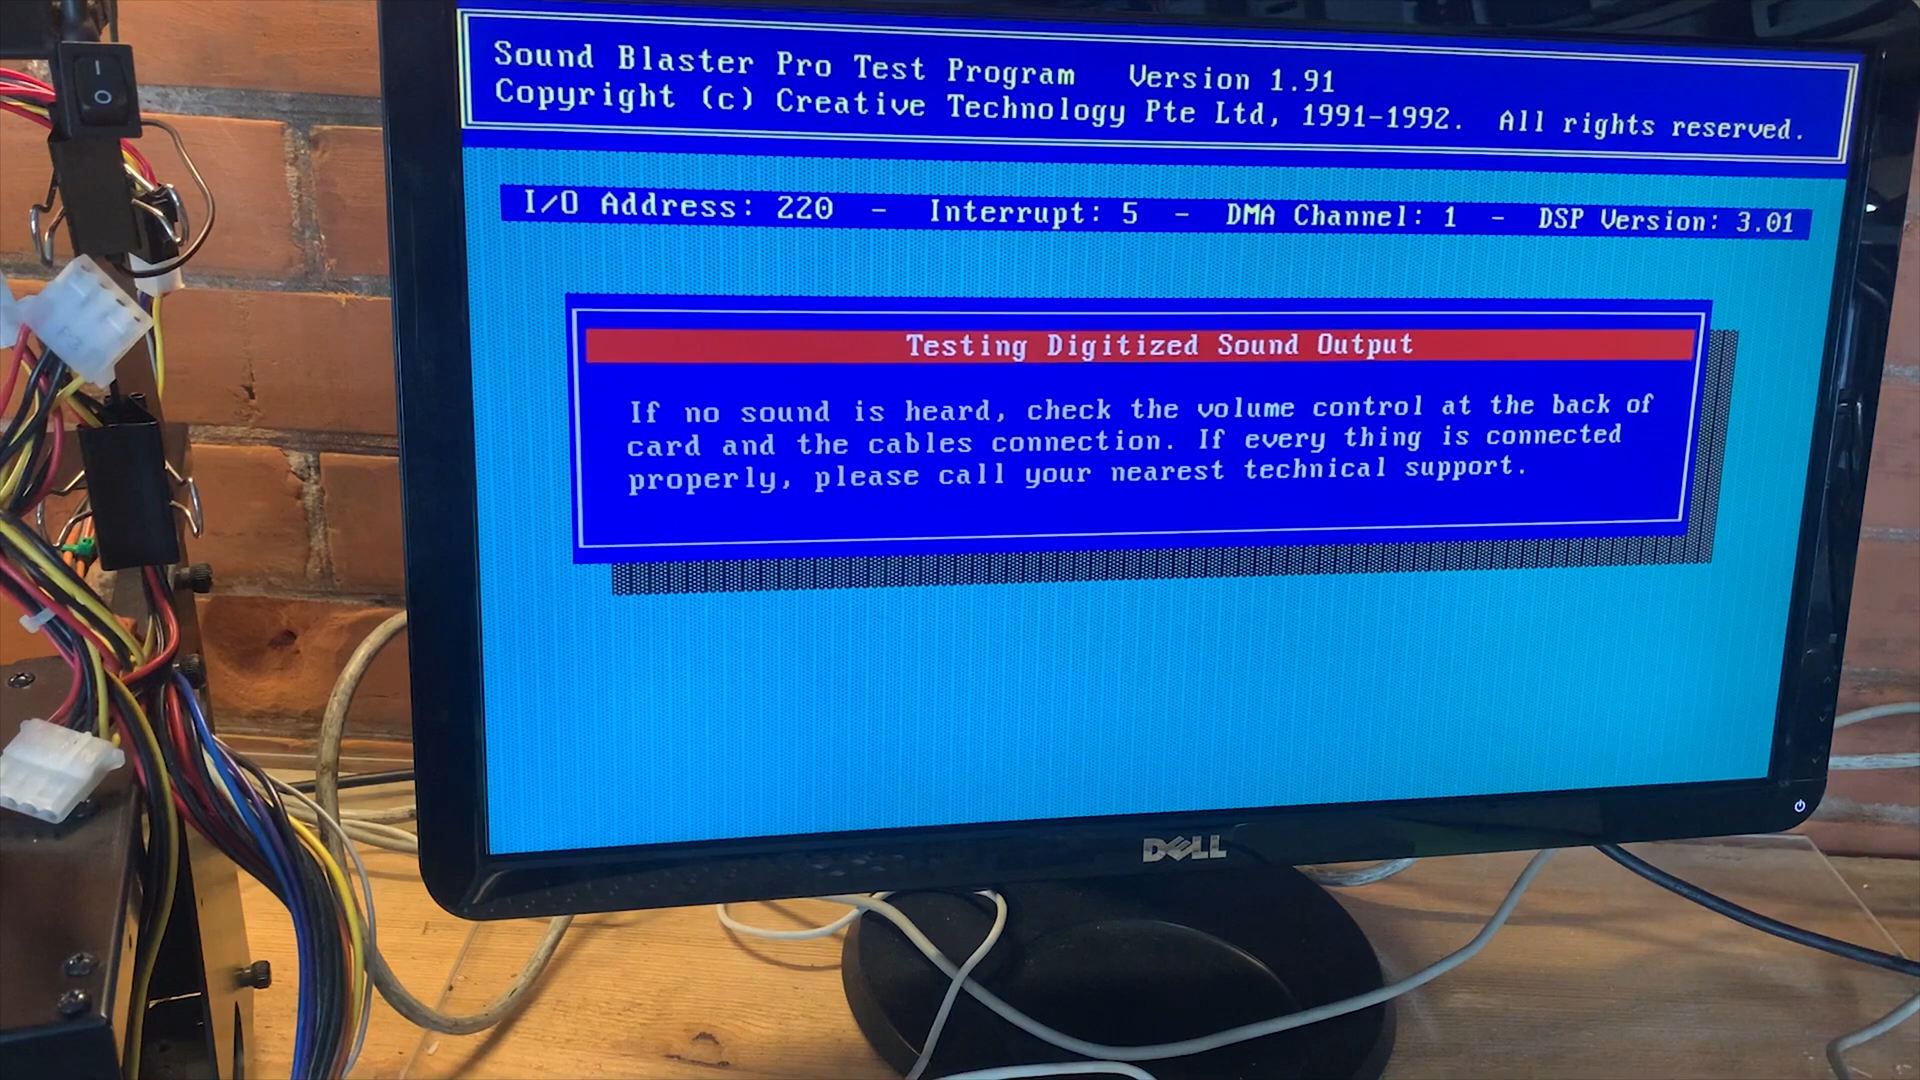 Sound Blaster Pro Test Program Version 1.91
Copyright (c) Creative Technology Pte Ltd, 1991-1992. All rights reserved.
I/O Address: 220 - Interrupt: 5 - DMA Channel: 1 - DSP Version: 3.01
Testing Digitized Sound Output
If no sound is heard, check the volume control at the back of
card and the cables connection. If every thing is connected
properly, please call your nearest technical support.
DELL